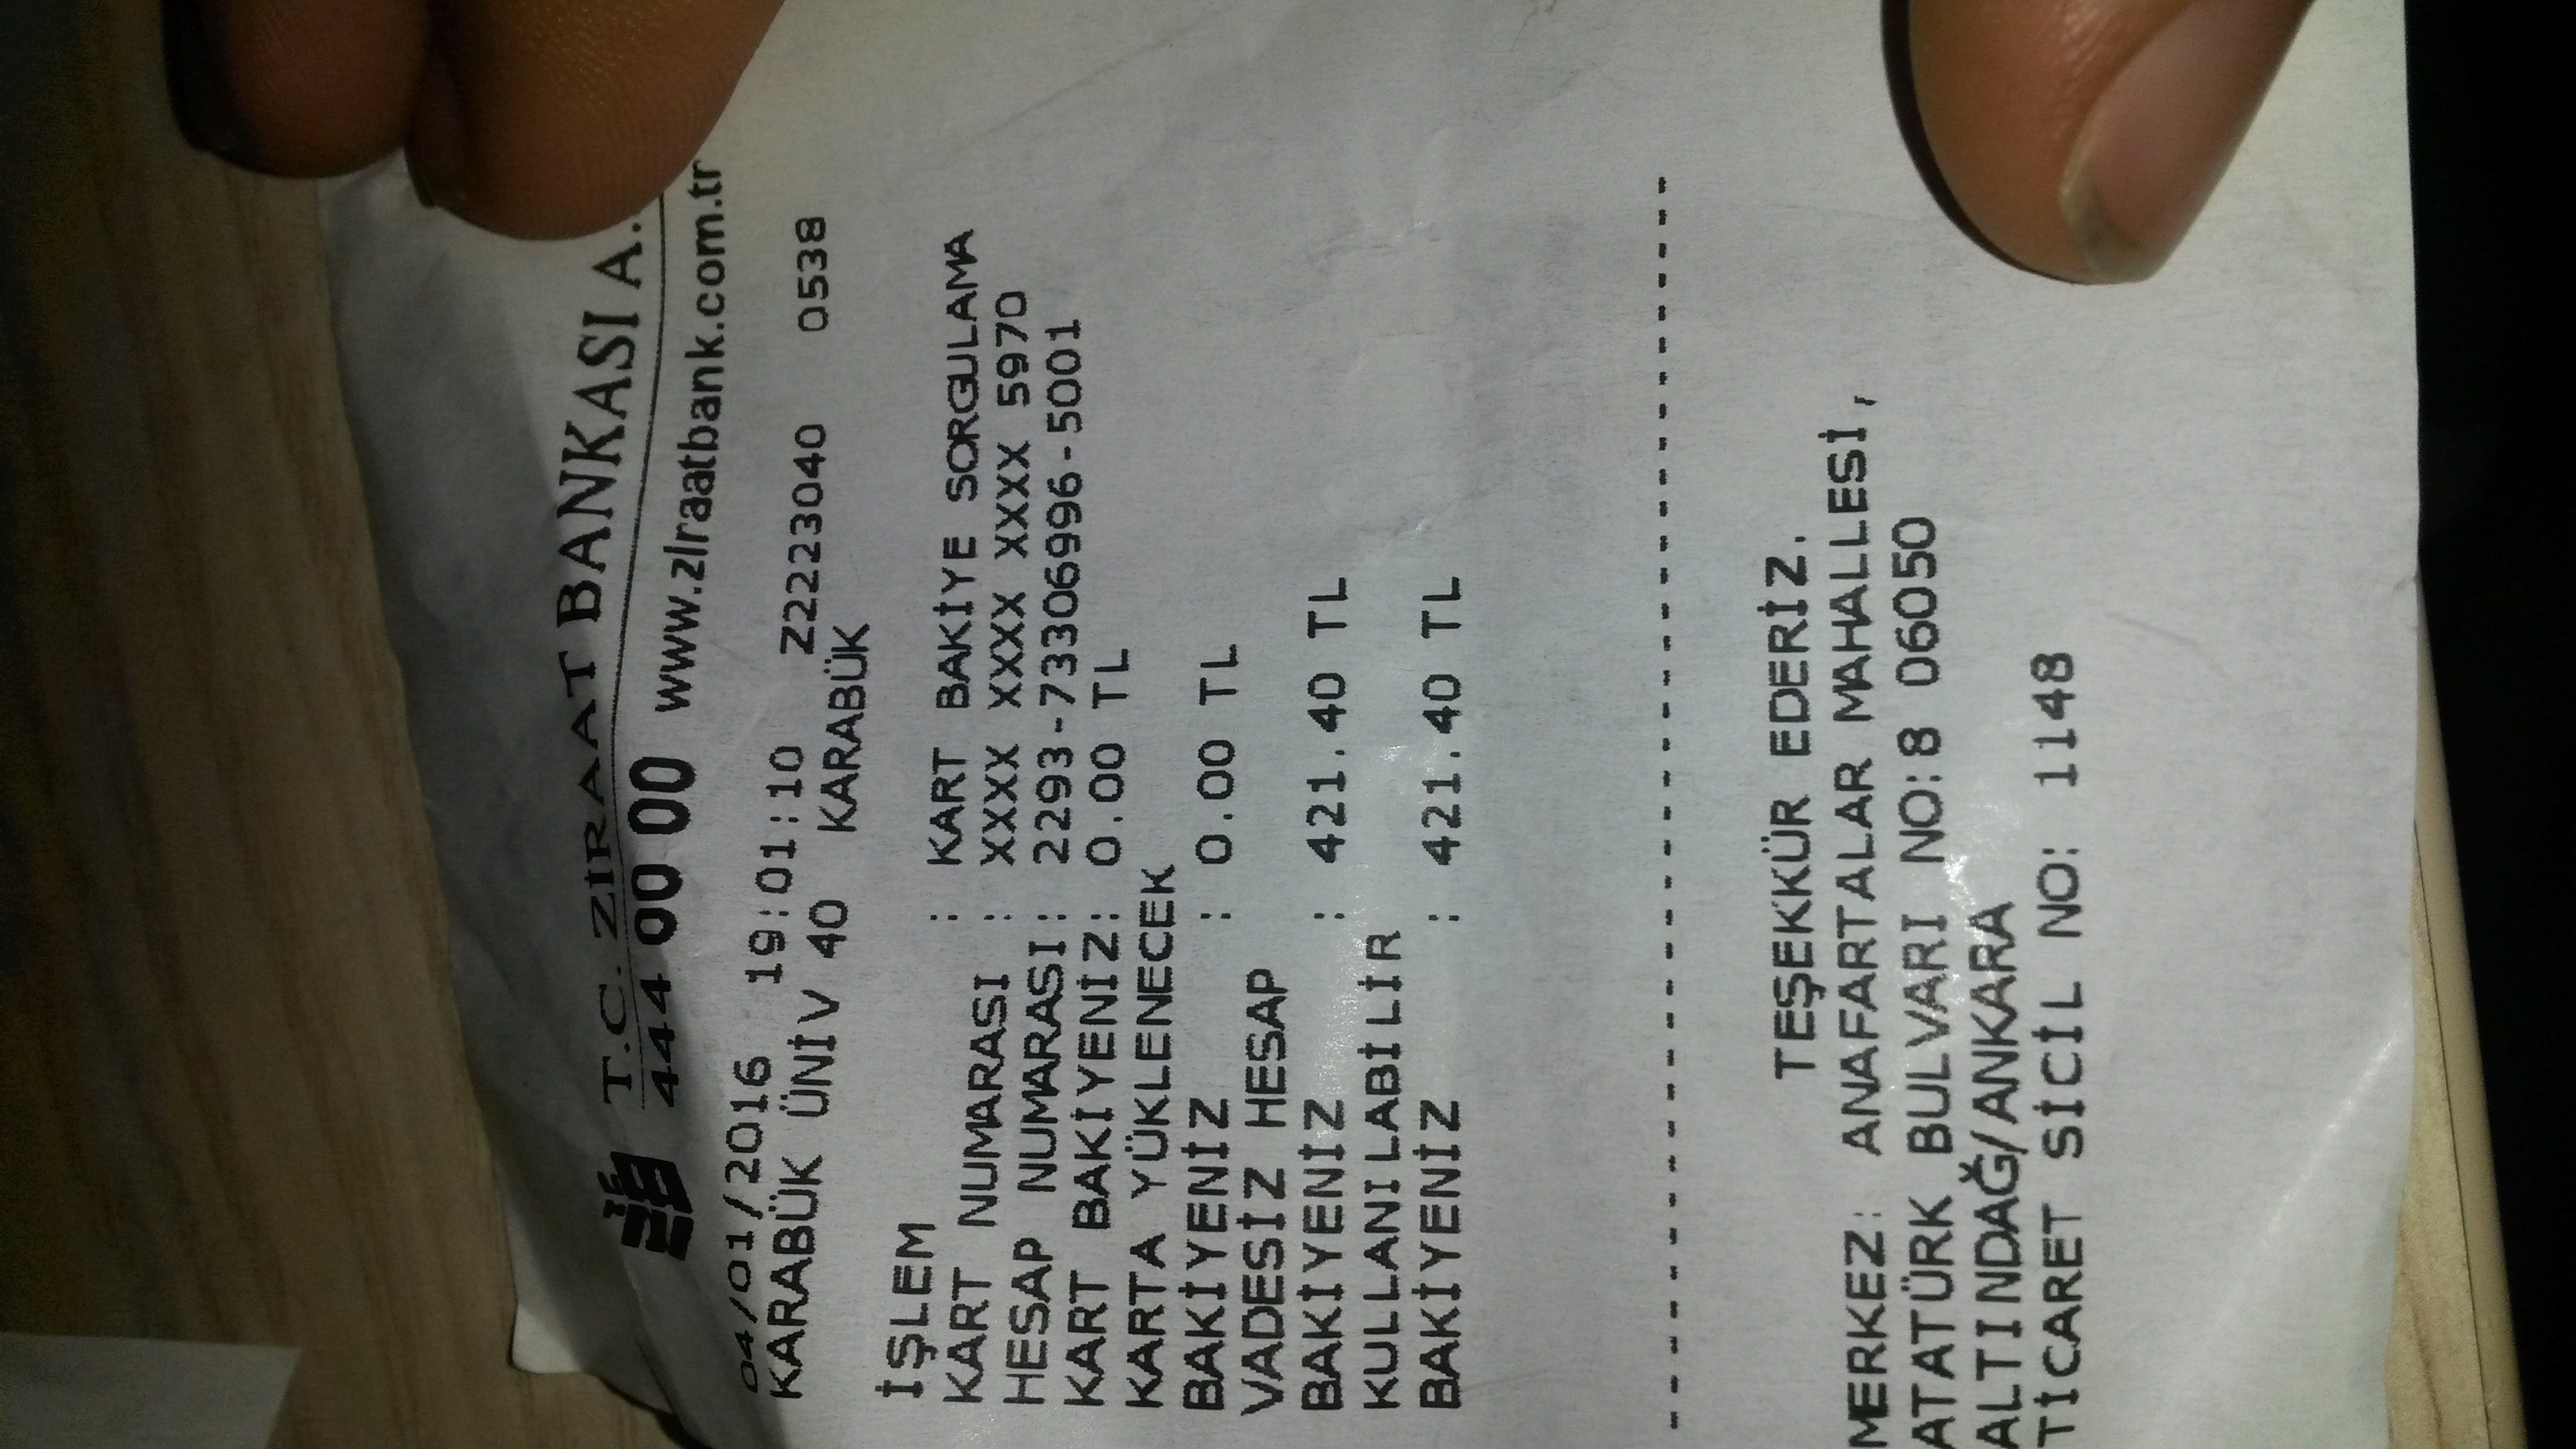 T.C. ZİRAAT BANKASI A.
444 00 00 www.ziraatbank.com.tr
04/01/2016 19:01:10 Z2223040 0538
KARABÜK ÜNİV 40 KARABÜK
İŞLEM : KART BAKİYE SORGULAMA
KART NUMARASI : XXXX XXXX XXXX 5970
HESAP NUMARASI: 2293-73306996-5001
KART BAKİYENİZ: 0.00 TL
KARTA YÜKLENECEK
BAKİYENİZ : 0.00 TL
VADESİZ HESAP
BAKİYENİZ : 421.40 TL
KULLANILABİLİR
BAKİYENİZ : 421.40 TL
------------------------------------
TEŞEKKÜR EDERİZ.
MERKEZ: ANAFARTALAR MAHALLESİ,
ATATÜRK BULVARI NO:8 06050
ALTINDAĞ/ANKARA
TİCARET SİCİL NO: 1148